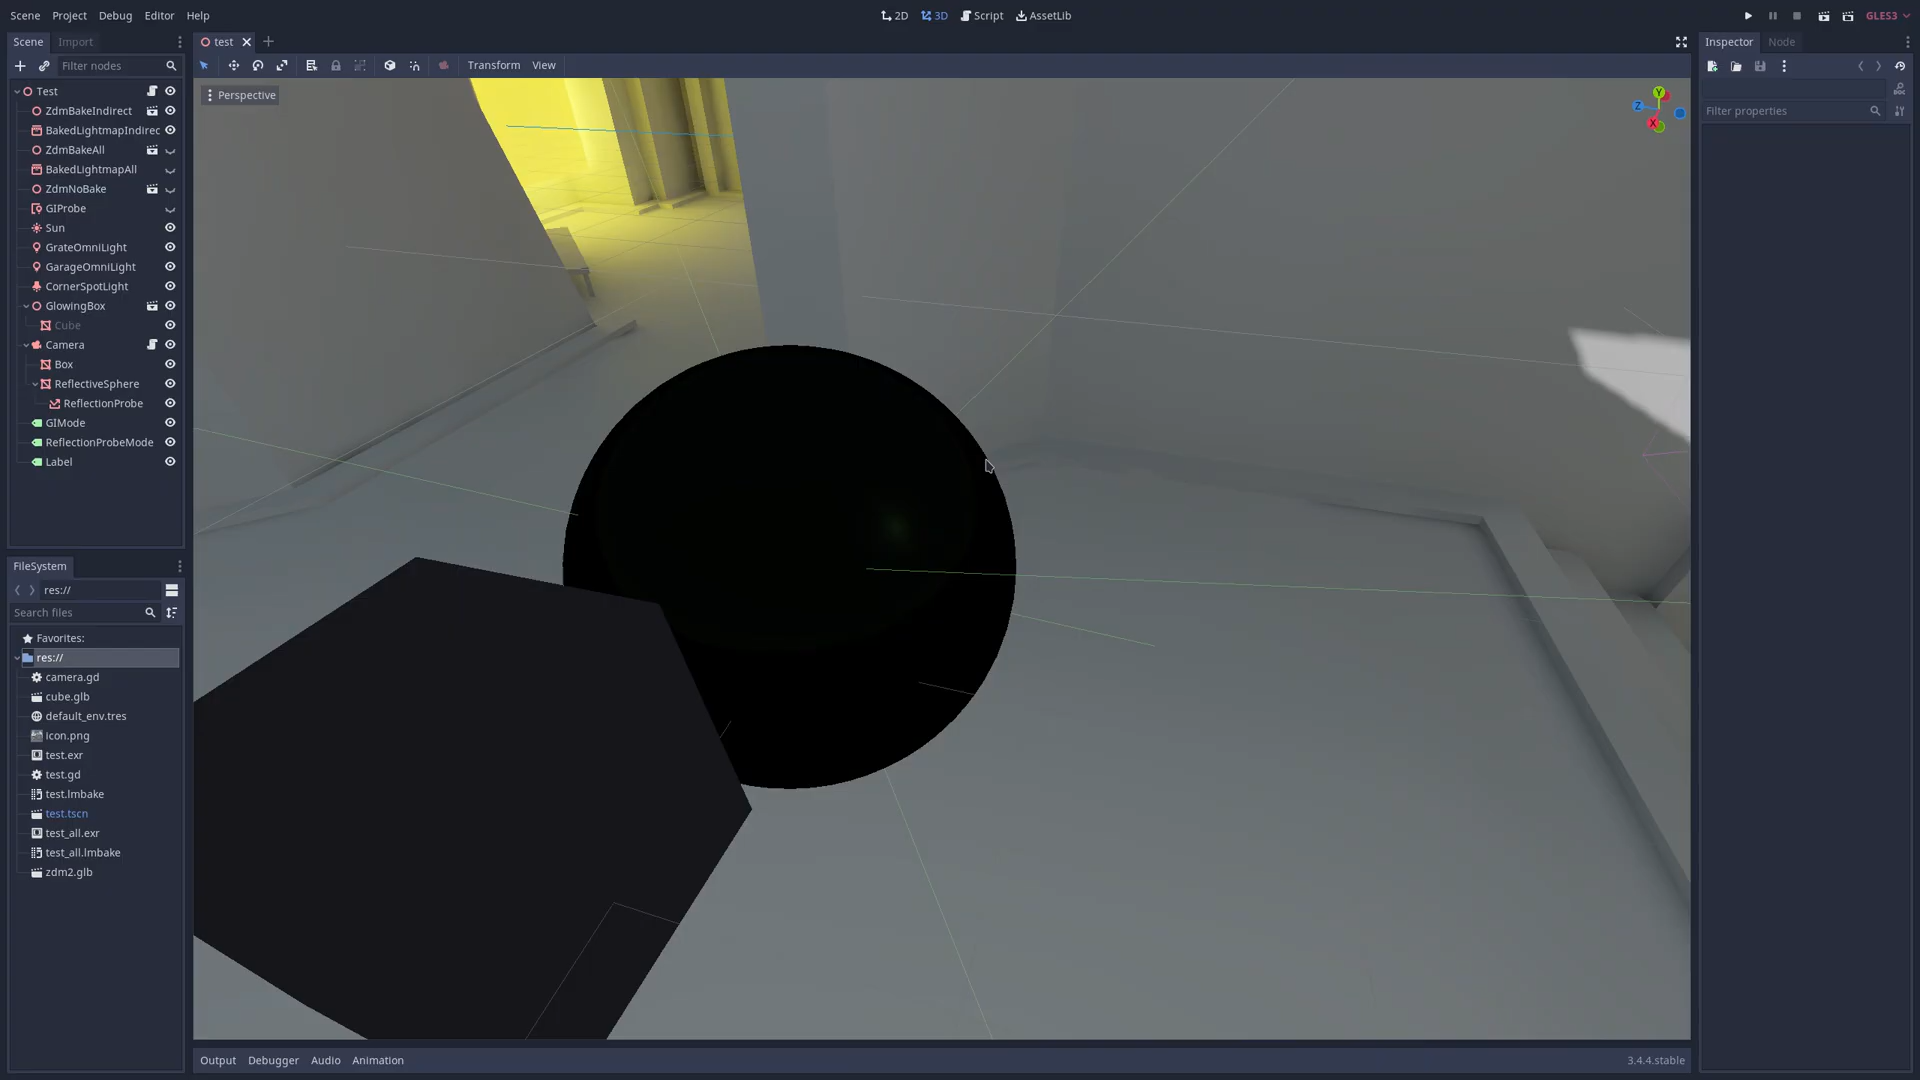 Scene Project Debug Editor Help
2D 3D Script AssetLib
GLES3
Scene Import
test
Inspector Node
Filter nodes
Transform View
Perspective
Y
Z
X
DOC
Filter properties
Test
ZdmBakeIndirect
BakedLightmapIndirec
ZdmBakeAll
BakedLightmapAll
ZdmNoBake
GIProbe
Sun
GrateOmniLight
GarageOmniLight
CornerSpotLight
GlowingBox
Cube
Camera
Box
ReflectiveSphere
ReflectionProbe
GIMode
ReflectionProbeMode
Label
FileSystem
res://
Search files
Favorites:
res://
camera.gd
cube.glb
default_env.tres
icon.png
test.exr
test.gd
test.lmbake
test.tscn
test_all.exr
test_all.lmbake
zdm2.glb
Output Debugger Audio Animation
3.4.4.stable